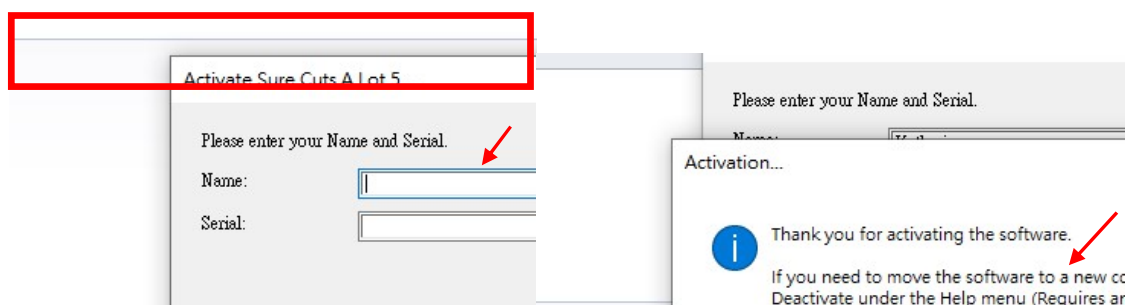 Activate Sure Cuts A Lot 5
Please enter your Name and Serial.
Name:
Serial:
Please enter your Name and Serial.
Name:
Activation...
Thank you for activating the software.
If you need to move the software to a new
Deactivate under the Help menu (Requires